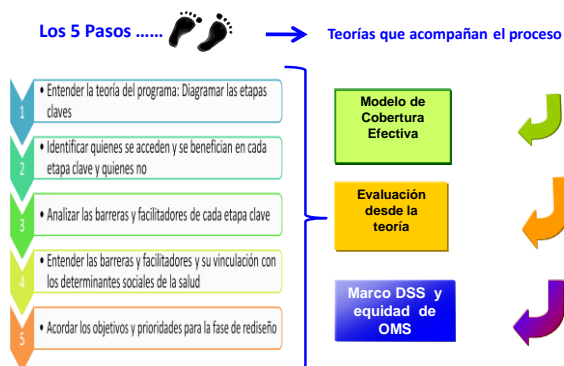 Los 5 Pasos ......
Teorías que acompañan el proceso
1
• Entender la teoría del programa: Diagramar las etapas
claves
2
• Identificar quienes se acceden y se benefician en cada
etapa clave y quienes no
3
• Analizar las barreras y facilitadores de cada etapa clave
4
• Entender las barreras y facilitadores y su vinculación con
los determinantes sociales de la salud
5
• Acordar los objetivos y prioridades para la fase de rediseño
Modelo de
Cobertura
Efectiva
Evaluación
desde la
teoría
Marco DSS y
equidad de
OMS